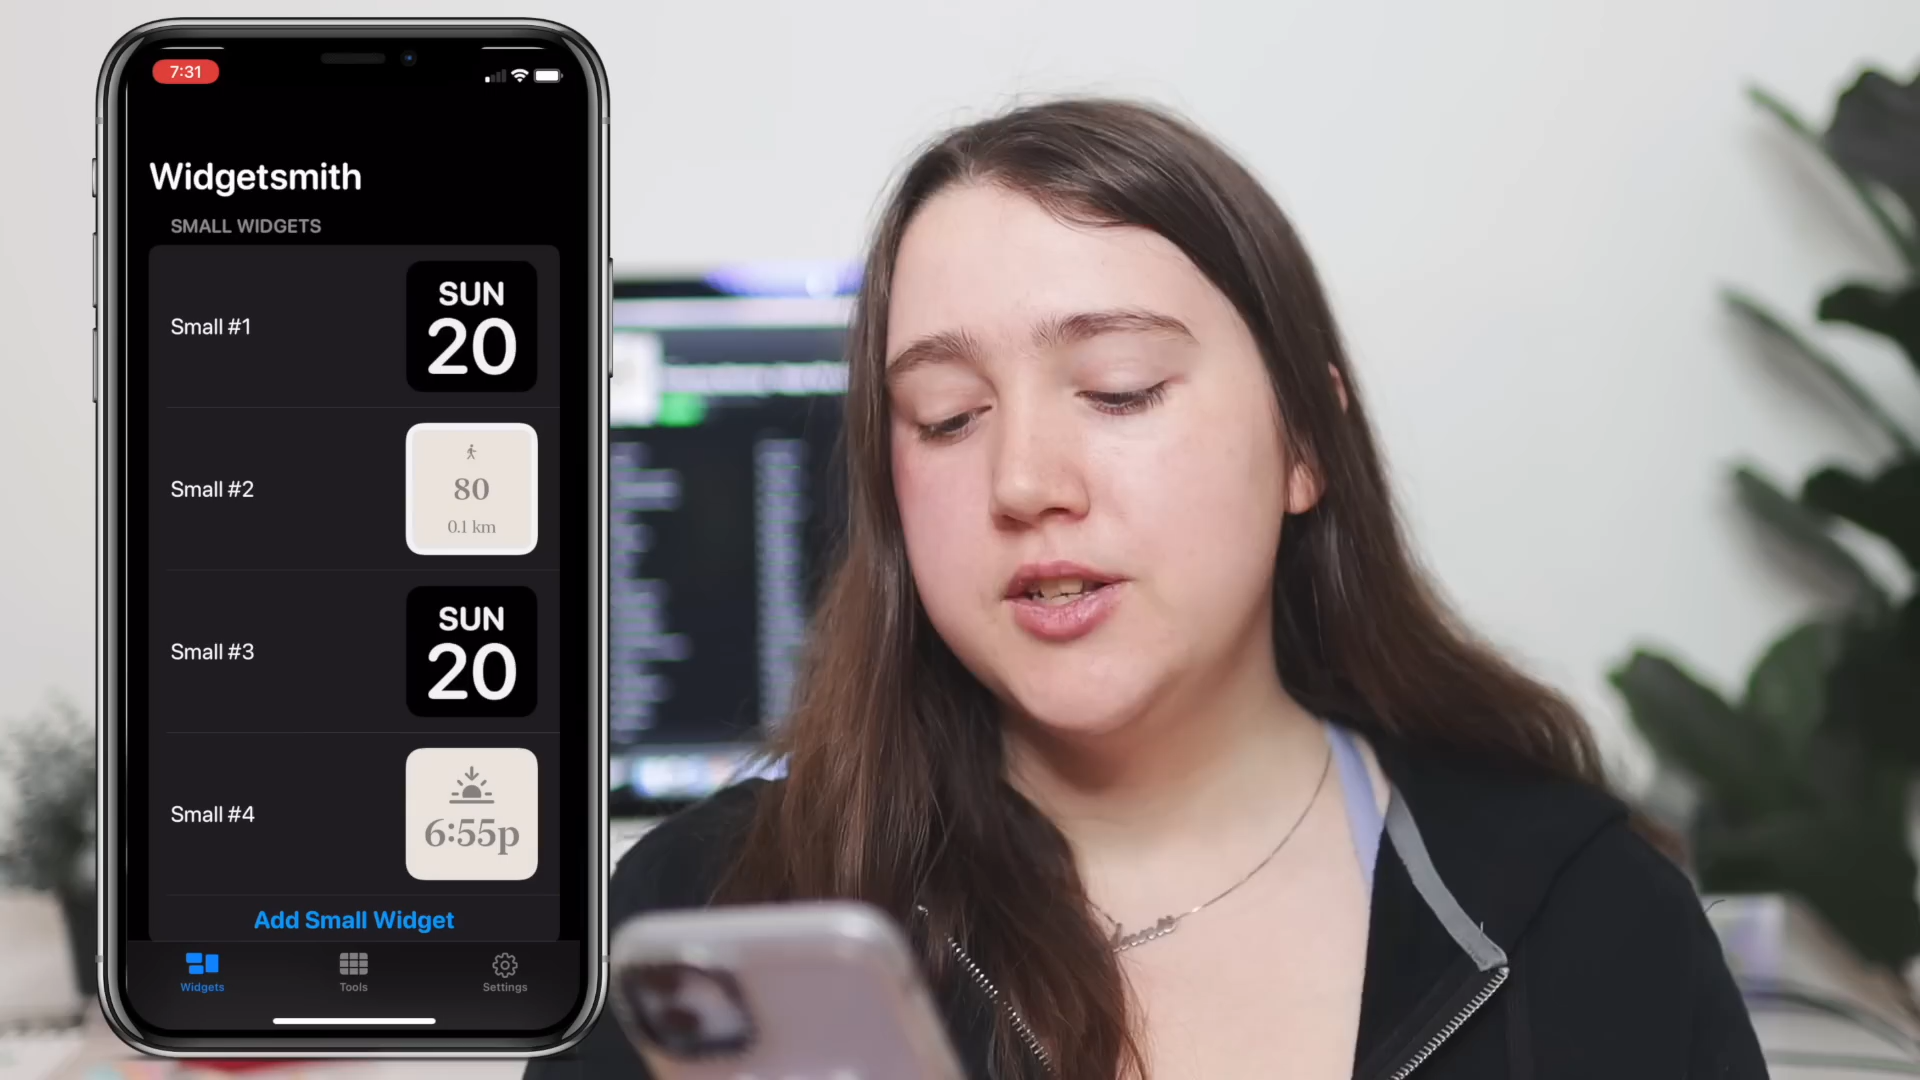 7:31
Widgetsmith
SMALL WIDGETS
Small #1
SUN
20
Small #2
80
0.1 km
Small #3
SUN
20
Small #4
6:55p
Add Small Widget
Widgets
Tools
Settings